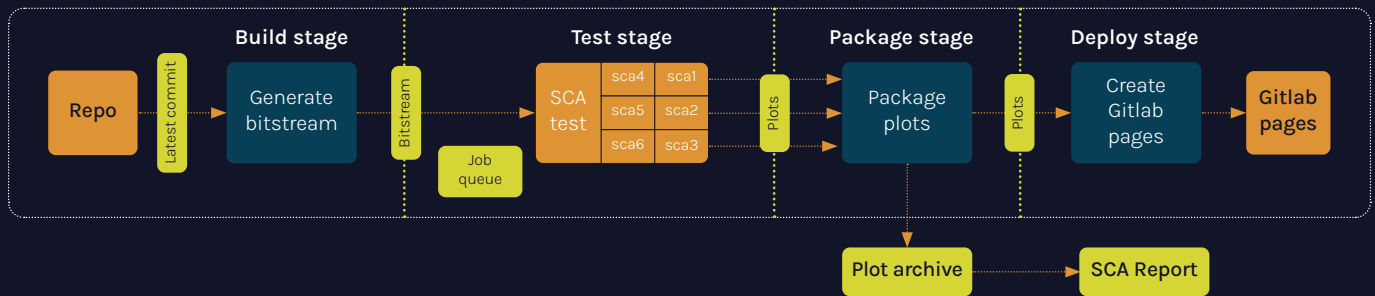 Build stage
Test stage
Package stage
Deploy stage
Repo
Latest commit
Generate
bitstream
Bitstream
Job
queue
SCA
test
sca4
sca1
sca5
sca2
sca6
sca3
Plots
Package
plots
Plots
Create
Gitlab
pages
Gitlab
pages
Plot archive
SCA Report